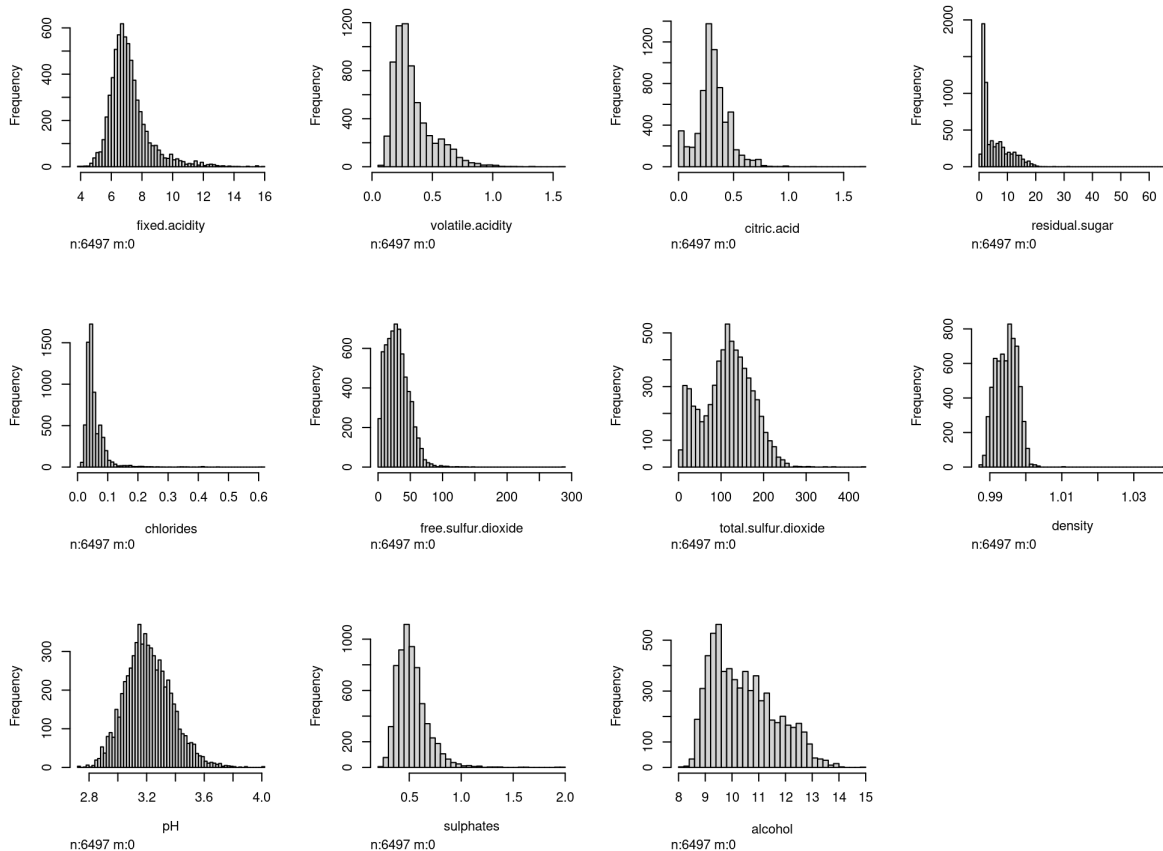 Frequency
0 200 400 600
4 6 8 10 12 14 16
fixed.acidity
n:6497 m:0
Frequency
0 400 800 1200
0.0 0.5 1.0 1.5
volatile.acidity
n:6497 m:0
Frequency
0 400 800 1200
0.0 0.5 1.0 1.5
citric.acid
n:6497 m:0
Frequency
0 500 1000 2000
0 10 20 30 40 50 60
residual.sugar
n:6497 m:0
Frequency
0 500 1000 1500
0.0 0.1 0.2 0.3 0.4 0.5 0.6
chlorides
n:6497 m:0
Frequency
0 200 400 600
0 50 100 200 300
free.sulfur.dioxide
n:6497 m:0
Frequency
0 100 300 500
0 100 200 300 400
total.sulfur.dioxide
n:6497 m:0
Frequency
0 200 400 600 800
0.99 1.01 1.03
density
n:6497 m:0
Frequency
0 100 200 300
2.8 3.2 3.6 4.0
pH
n:6497 m:0
Frequency
0 200 400 600 1000
0.5 1.0 1.5 2.0
sulphates
n:6497 m:0
Frequency
0 100 300 500
8 9 10 11 12 13 14 15
alcohol
n:6497 m:0